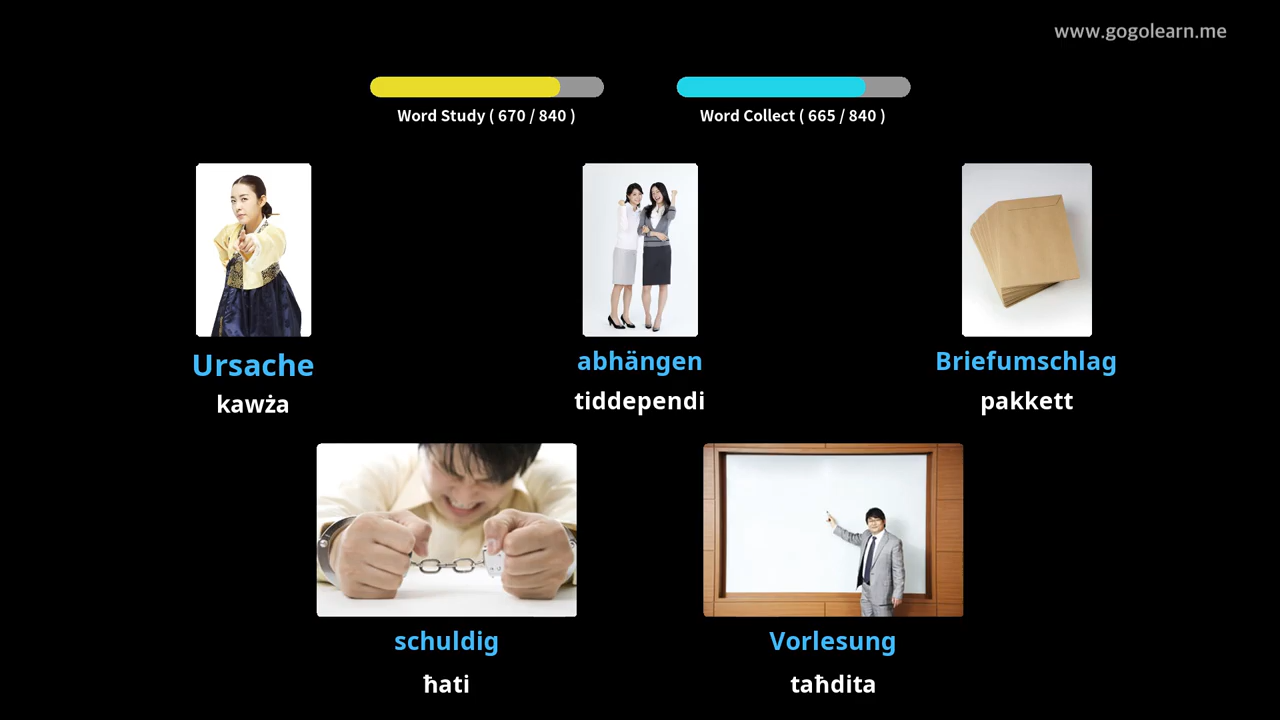 www.gogolearn.me
Word Study ( 670 / 840 )
Word Collect ( 665 / 840 )
Ursache
kawża
abhängen
tiddependi
Briefumschlag
pakkett
schuldig
ħati
Vorlesung
taħdita